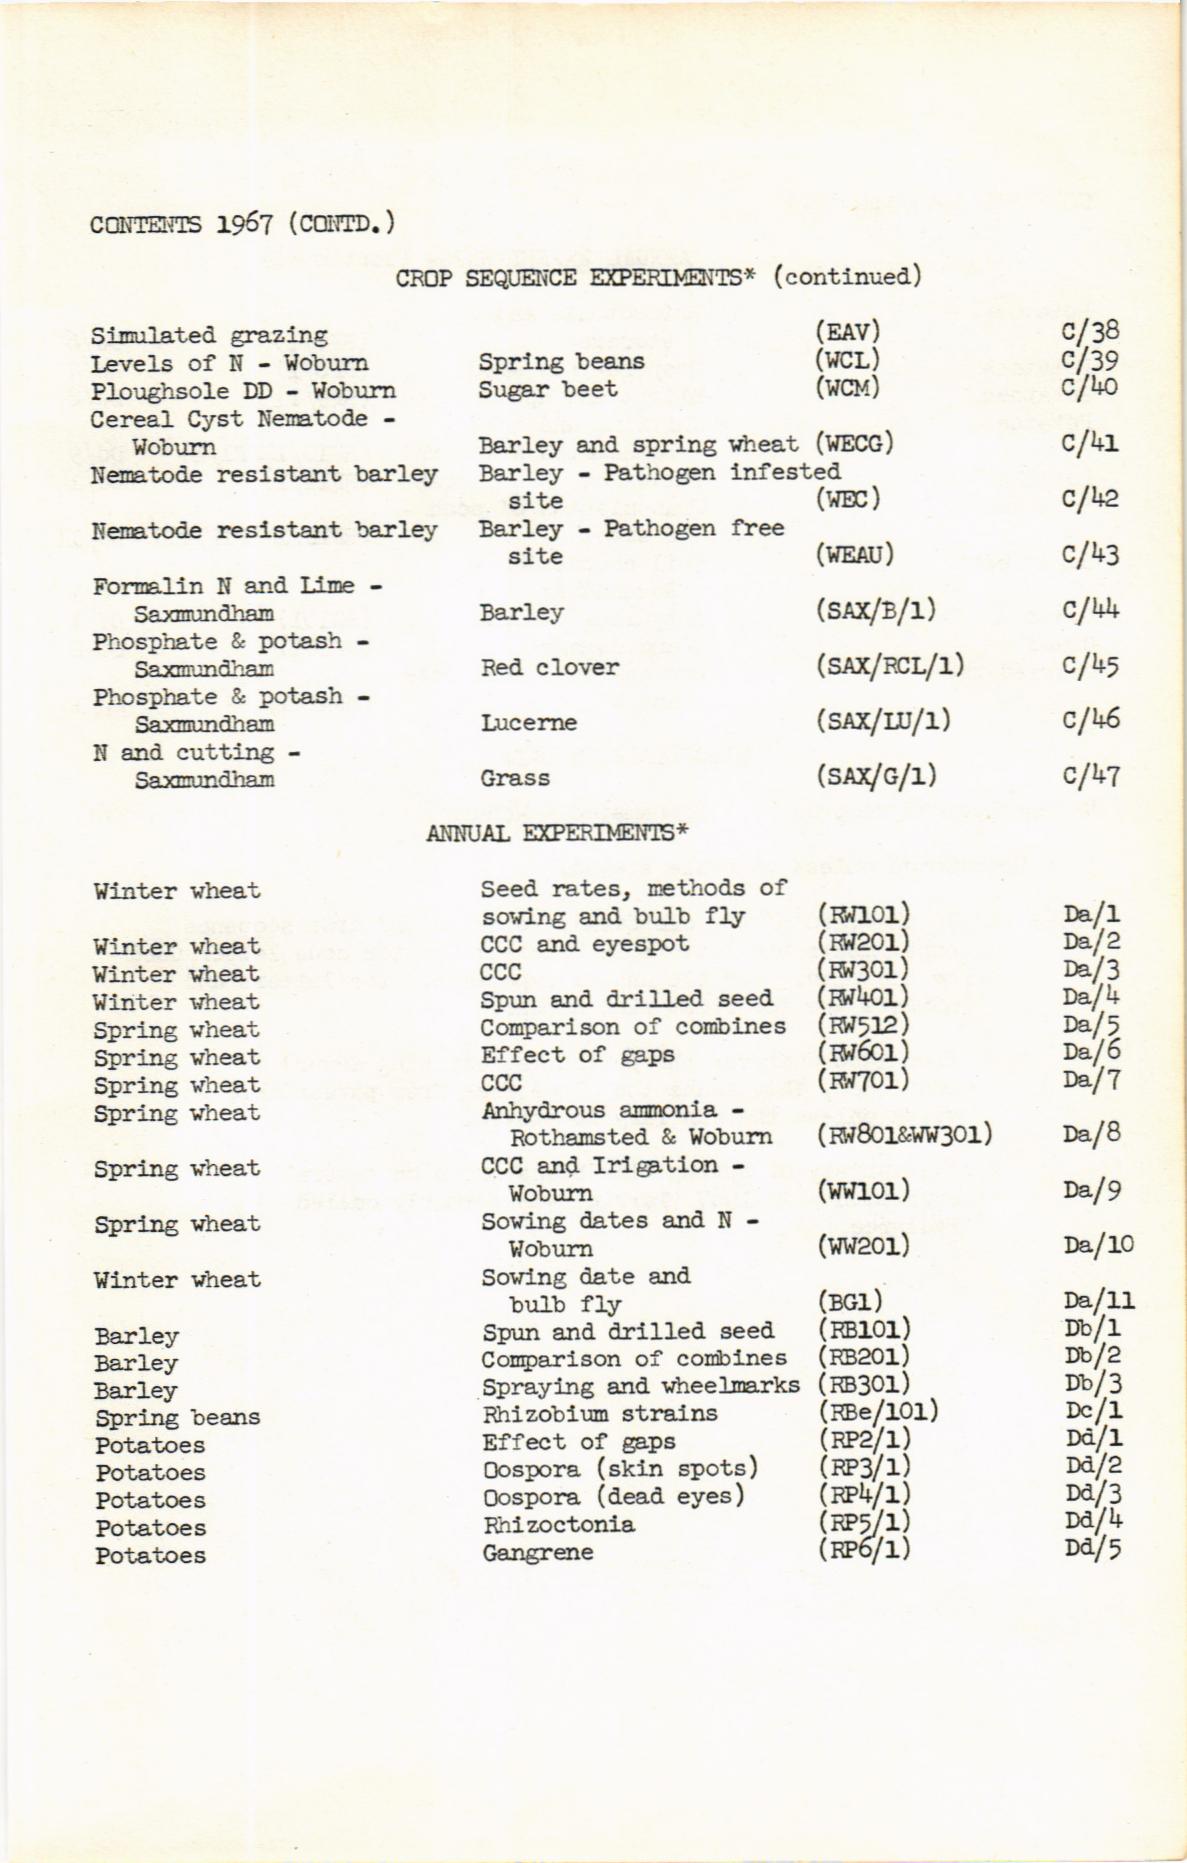 CONTENTS 1967 (CONTD.)
CROP SEQUENCE EXPERIMENTS* (continued)
Simulated grazing (EAV) C/38
Levels of N - Woburn Spring beans (WCL) C/39
Ploughsole DD - Woburn Sugar beet (WCM) C/40
Cereal Cyst Nematode -
Woburn Barley and spring wheat (WECG) C/41
Nematode resistant barley Barley - Pathogen infested
site (WEC) C/42
Nematode resistant barley Barley - Pathogen free
site (WEAU) C/43
Formalin N and Lime -
Saxmundham Barley (SAX/B/1) C/44
Phosphate & potash -
Saxmundham Red clover (SAX/RCL/1) C/45
Phosphate & potash -
Saxmundham Lucerne (SAX/LU/1) C/46
N and cutting -
Saxmundham Grass (SAX/G/1) C/47
ANNUAL EXPERIMENTS*
Winter wheat Seed rates, methods of
sowing and bulb fly (RW101) Da/1
Winter wheat CCC and eyespot (RW201) Da/2
Winter wheat CCC (RW301) Da/3
Winter wheat Spun and drilled seed (RW401) Da/4
Spring wheat Comparison of combines (RW512) Da/5
Spring wheat Effect of gaps (RW601) Da/6
Spring wheat CCC (RW701) Da/7
Spring wheat Anhydrous ammonia -
Rothamsted & Woburn (RW801&WW301) Da/8
Spring wheat CCC and Irigation -
Woburn (WW101) Da/9
Spring wheat Sowing dates and N -
Woburn (WW201) Da/10
Winter wheat Sowing date and
bulb fly (BG1) Da/11
Barley Spun and drilled seed (RB101) Db/1
Barley Comparison of combines (RB201) Db/2
Barley Spraying and wheelmarks (RB301) Db/3
Spring beans Rhizobium strains (RBe/101) Dc/1
Potatoes Effect of gaps (RP2/1) Dd/1
Potatoes Oospora (skin spots) (RP3/1) Dd/2
Potatoes Oospora (dead eyes) (RP4/1) Dd/3
Potatoes Rhizoctonia (RP5/1) Dd/4
Potatoes Gangrene (RP6/1) Dd/5